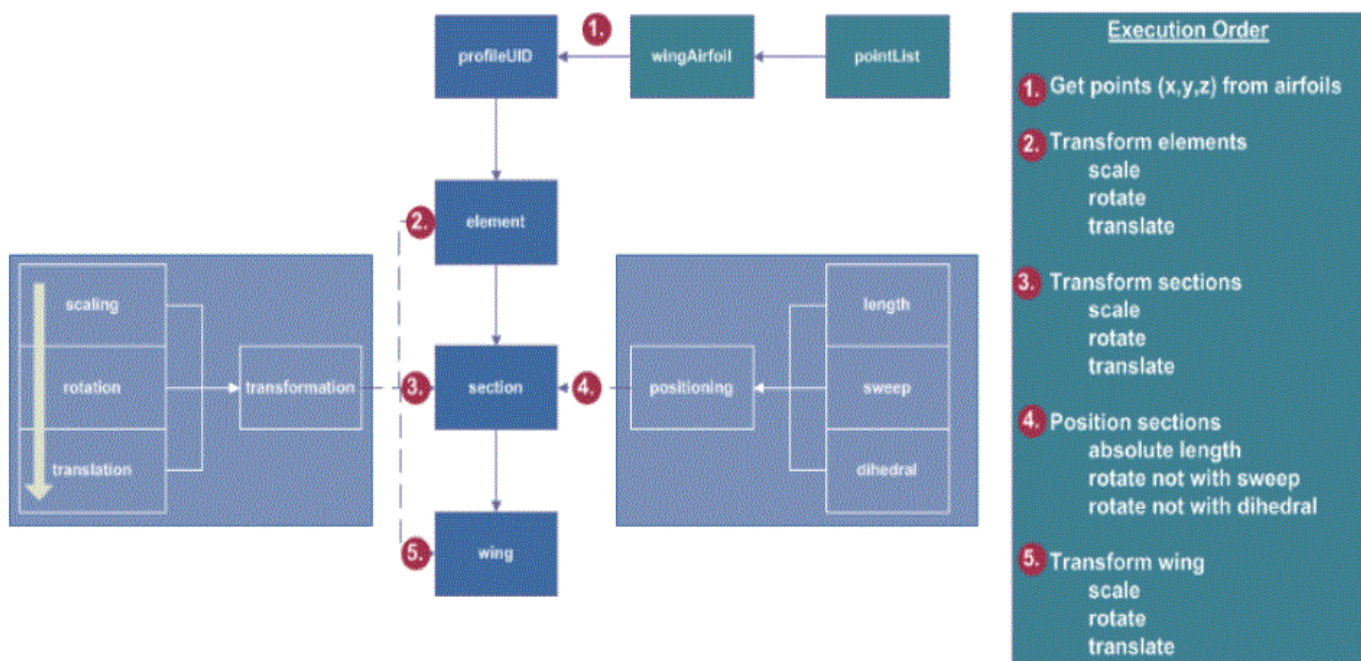 1.
profileUID
wingAirfoil
pointList
2.
element
scaling
rotation
translation
transformation
3.
section
4.
positioning
length
sweep
dihedral
5.
wing
Execution Order
1. Get points (x,y,z) from airfoils
2. Transform elements
scale
rotate
translate
3. Transform sections
scale
rotate
translate
4. Position sections
absolute length
rotate not with sweep
rotate not with dihedral
5. Transform wing
scale
rotate
translate